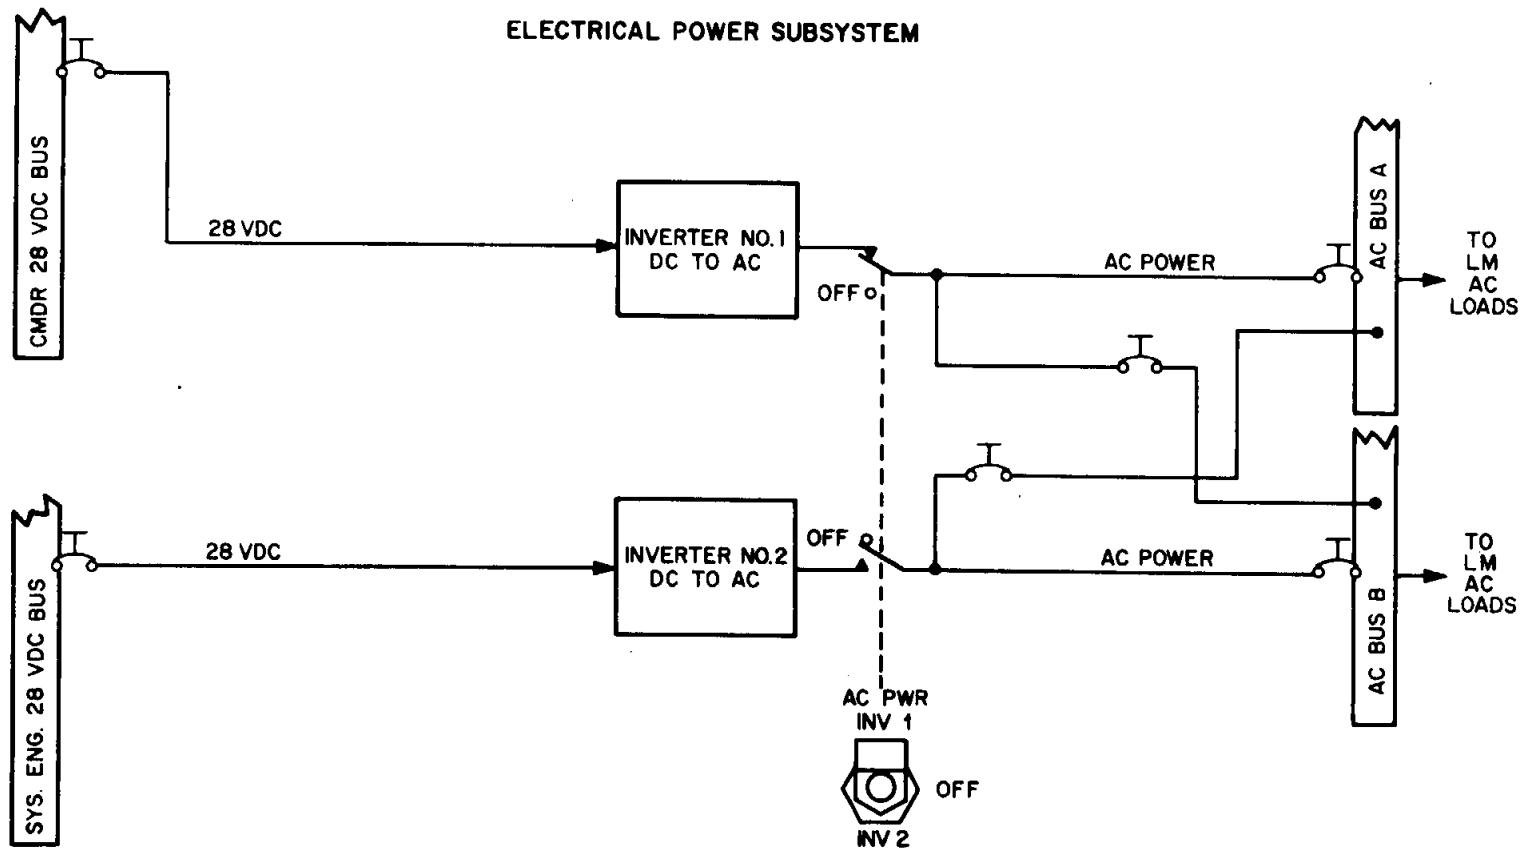 ELECTRICAL POWER SUBSYSTEM
CMDR 28 VDC BUS
28 VDC
INVERTER NO.1
DC TO AC
OFF
AC POWER
AC BUS A
TO
LM
AC
LOADS
SYS. ENG. 28 VDC BUS
28 VDC
INVERTER NO.2
DC TO AC
OFF
AC POWER
AC BUS B
TO
LM
AC
LOADS
AC PWR
INV 1
OFF
INV 2